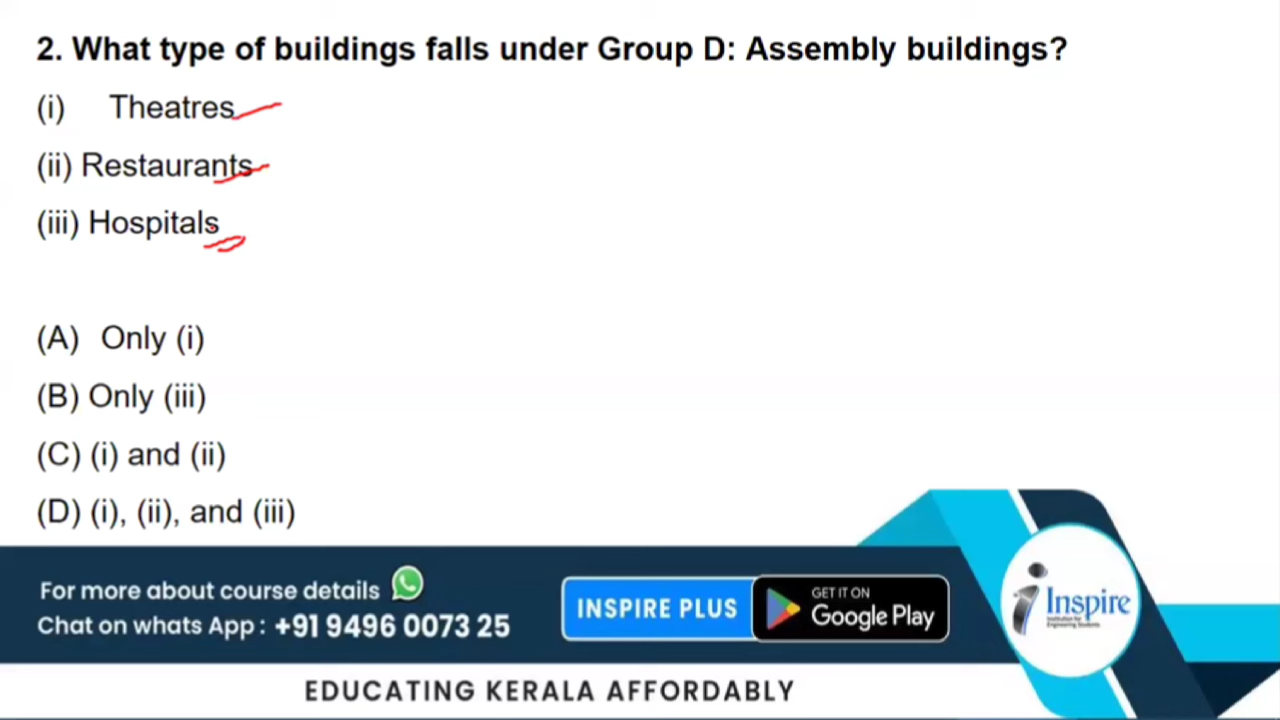 2. What type of buildings falls under Group D: Assembly buildings?
(i) Theatres
(ii) Restaurants
(iii) Hospitals
(A) Only (i)
(B) Only (iii)
(C) (i) and (ii)
(D) (i), (ii), and (iii)
For more about course details
Chat on whats App : +91 9496 0073 25
INSPIRE PLUS
GET IT ON
Google Play
Inspire
Institution for
Engineering Students
EDUCATING KERALA AFFORDABLY